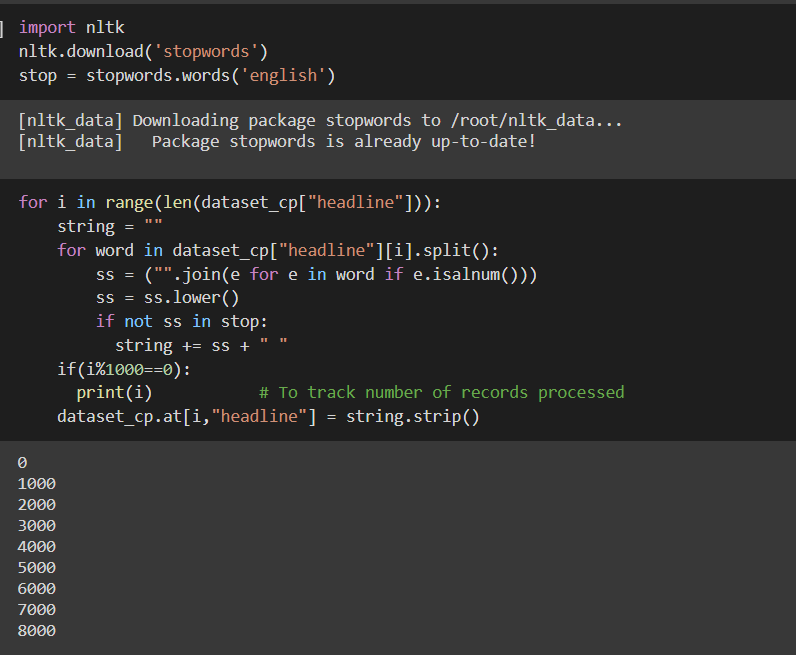 import nltk
nltk.download('stopwords')
stop = stopwords.words('english')
[nltk_data] Downloading package stopwords to /root/nltk_data...
[nltk_data]   Package stopwords is already up-to-date!
for i in range(len(dataset_cp["headline"])):
    string = ""
    for word in dataset_cp["headline"][i].split():
        ss = ("".join(e for e in word if e.isalnum()))
        ss = ss.lower()
        if not ss in stop:
          string += ss + " "
    if(i%1000==0):
      print(i)           # To track number of records processed
    dataset_cp.at[i,"headline"] = string.strip()
0
1000
2000
3000
4000
5000
6000
7000
8000